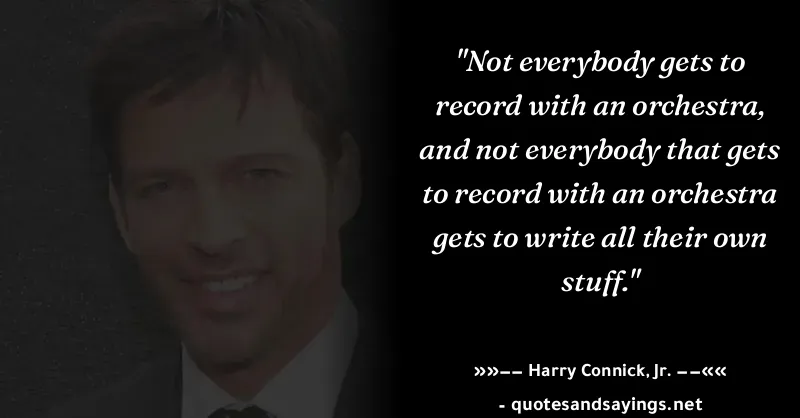 "Not everybody gets to
record with an orchestra,
and not everybody that gets
to record with an orchestra
gets to write all their own
stuff."
»»−− Harry Connick, Jr. −−««
- quotesandsayings.net